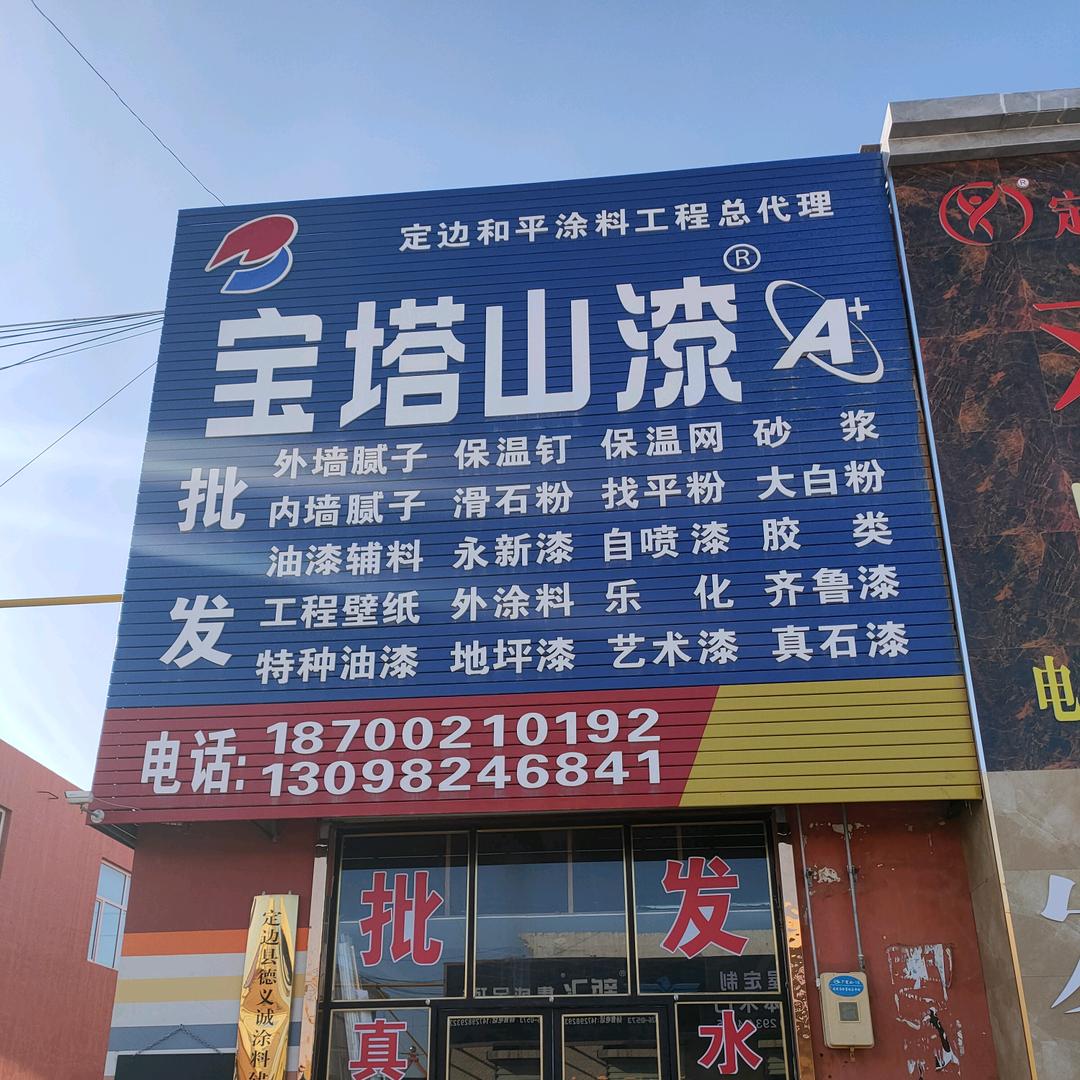 定边和平涂料工程总代理
宝塔山漆® A+
批发
外墙腻子 保温钉 保温网 砂浆
内墙腻子 滑石粉 找平粉 大白粉
油漆辅料 永新漆 自喷漆 胶类
工程壁纸 外涂料 乐化 齐鲁漆
特种油漆 地坪漆 艺术漆 真石漆
电话:
18700210192
13098246841
批 发
真 水
定边县德义诚涂料
定
电